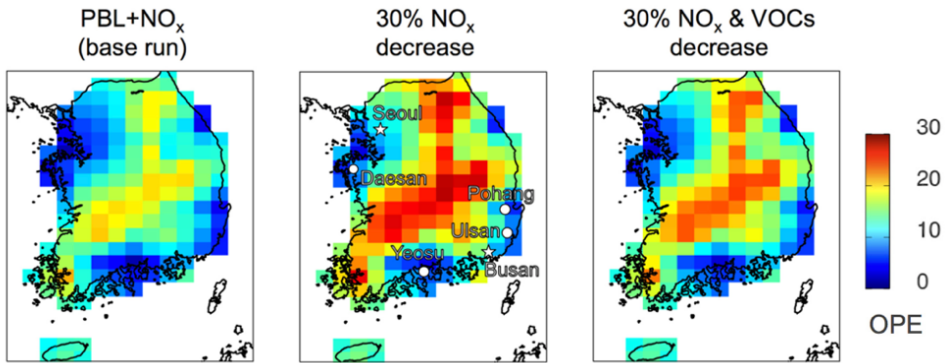 PBL+NOx
(base run)
30% NOx
decrease
30% NOx & VOCs
decrease
Seoul
Daesan
Pohang
Ulsan
Yeosu
Busan
30
20
10
0
OPE